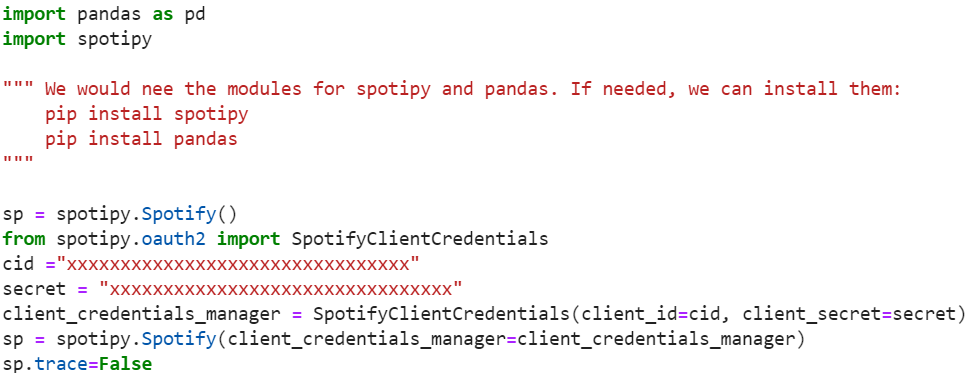 import pandas as pd
import spotipy
""" We would nee the modules for spotipy and pandas. If needed, we can install them:
    pip install spotipy
    pip install pandas
"""
sp = spotipy.Spotify()
from spotipy.oauth2 import SpotifyClientCredentials
cid ="xxxxxxxxxxxxxxxxxxxxxxxxxxxxxxxx"
secret = "xxxxxxxxxxxxxxxxxxxxxxxxxxxxxxxx"
client_credentials_manager = SpotifyClientCredentials(client_id=cid, client_secret=secret)
sp = spotipy.Spotify(client_credentials_manager=client_credentials_manager)
sp.trace=False